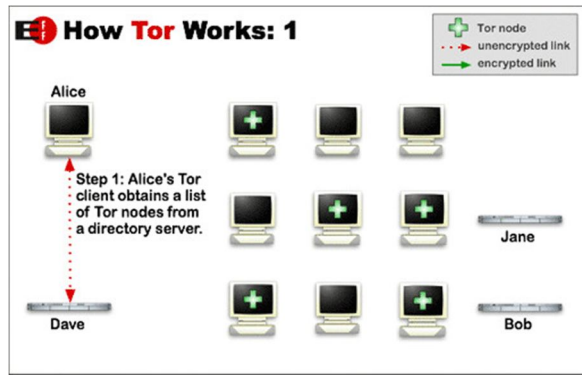 EFF How Tor Works: 1
Tor node
unencrypted link
encrypted link
Alice
Step 1: Alice's Tor
client obtains a list
of Tor nodes from
a directory server.
Jane
Dave
Bob